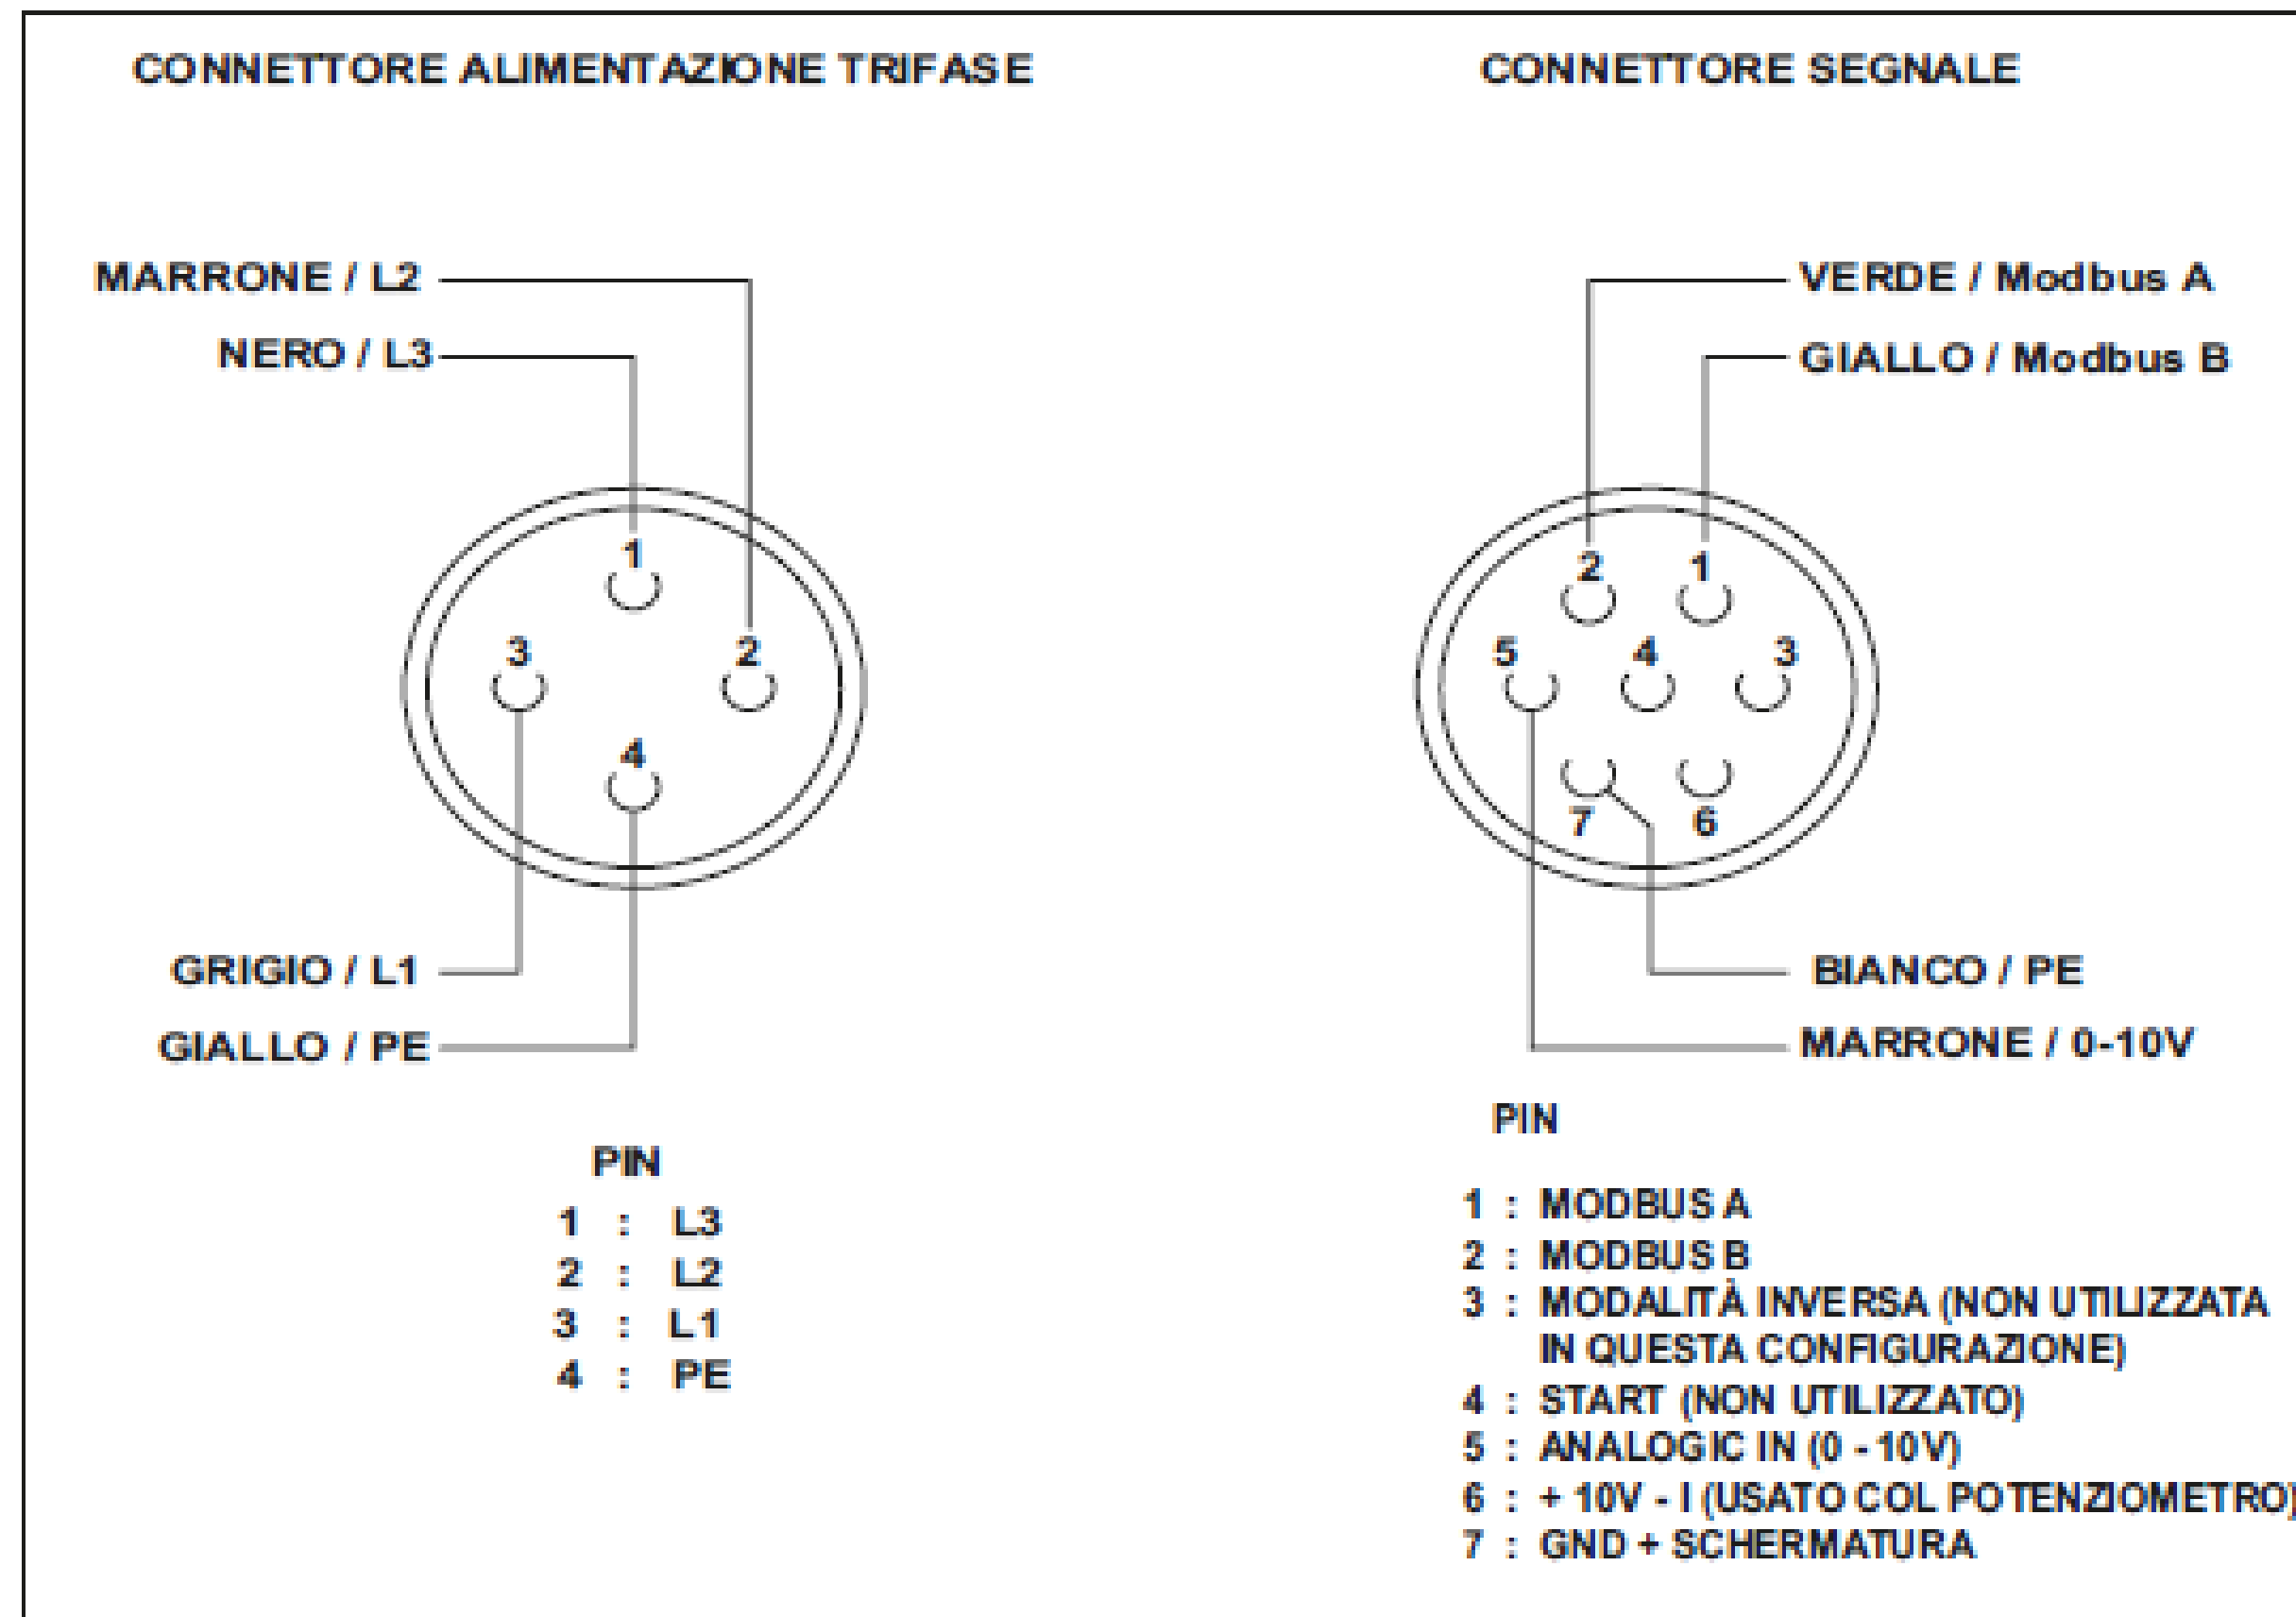 CONNETTORE ALIMENTAZIONE TRIFASE
MARRONE / L2
NERO / L3
1
3
2
4
GRIGIO / L1
GIALLO / PE
PIN
1 : L3
2 : L2
3 : L1
4 : PE
CONNETTORE SEGNALE
VERDE / Modbus A
GIALLO / Modbus B
2 1
5 4 3
7 6
BIANCO / PE
MARRONE / 0-10V
PIN
1 : MODBUS A
2 : MODBUS B
3 : MODALITÀ INVERSA (NON UTILIZZATA
IN QUESTA CONFIGURAZIONE)
4 : START (NON UTILIZZATO)
5 : ANALOGIC IN (0 - 10V)
6 : + 10V - I (USATO COL POTENZIOMETRO)
7 : GND + SCHERMATURA